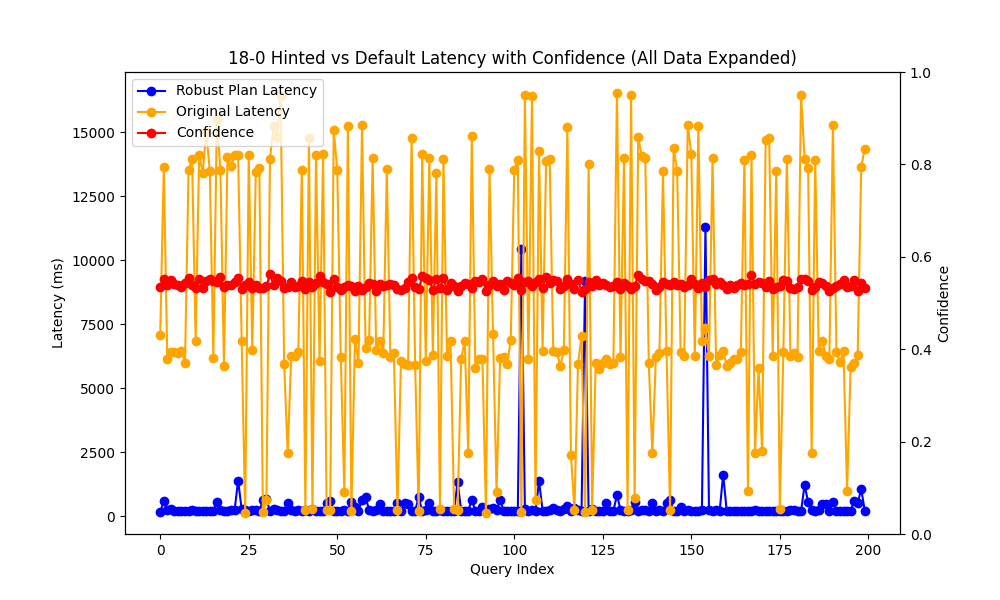 18-0 Hinted vs Default Latency with Confidence (All Data Expanded)
Robust Plan Latency
Original Latency
Confidence
Latency (ms)
15000
12500
10000
7500
5000
2500
0
1.0
0.8
0.6
0.4
0.2
0.0
Confidence
0 25 50 75 100 125 150 175 200
Query Index